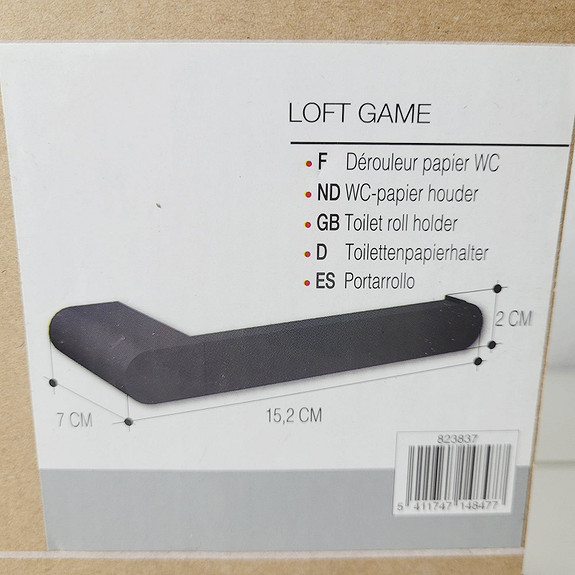 LOFT GAME
• F Dérouleur papier WC
• ND WC-papier houder
• GB Toilet roll holder
• D Toilettenpapierhalter
• ES Portarrollo
2 CM
7 CM
15,2 CM
823837
5 411747 148477